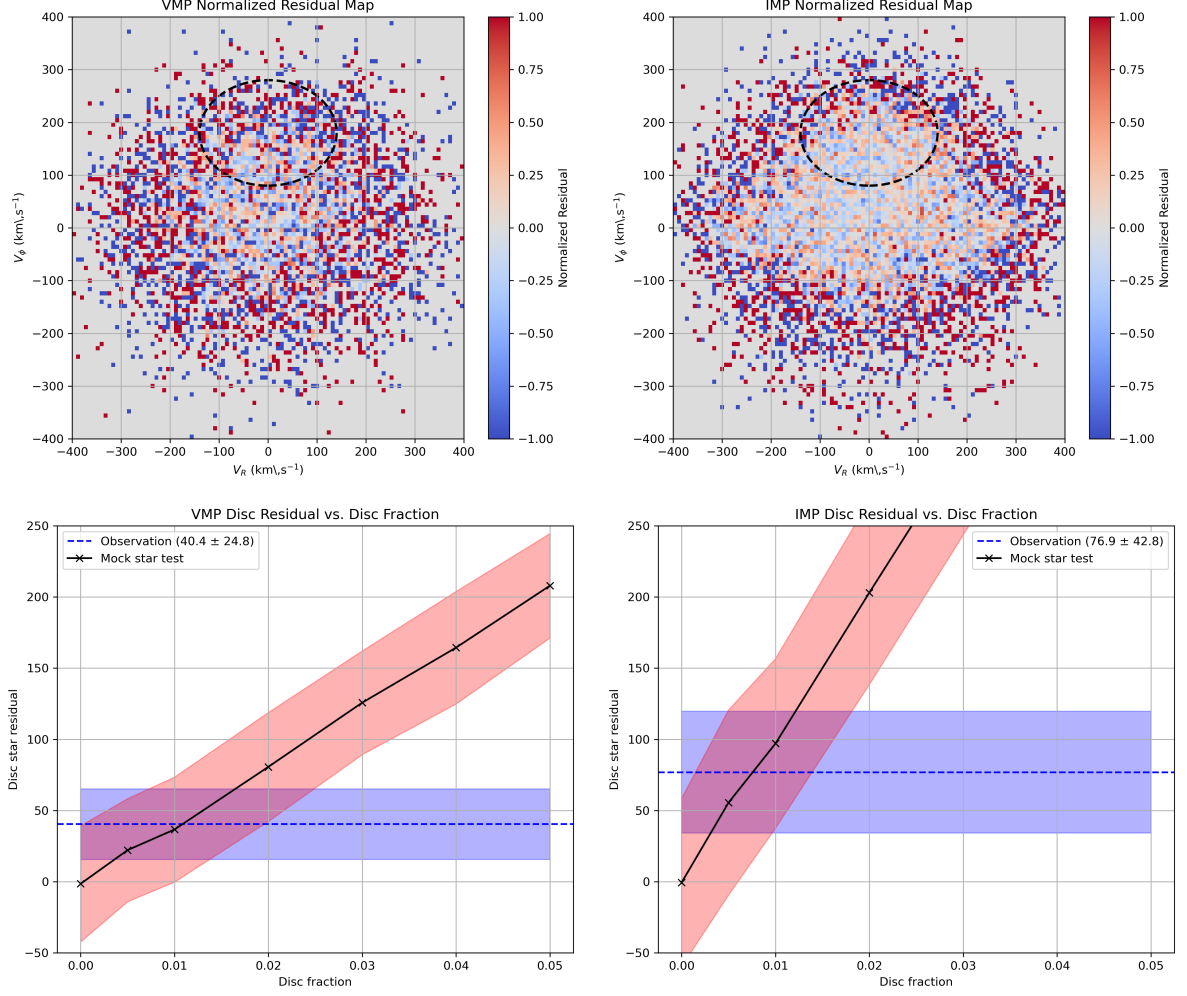 VMP Normalized Residual Map
400
300
200
100
0
−100
−200
−300
−400
V_ϕ (km\,s⁻¹)
−400 −300 −200 −100 0 100 200 300 400
V_R (km\,s⁻¹)
1.00
0.75
0.50
0.25
0.00
−0.25
−0.50
−0.75
−1.00
Normalized Residual
IMP Normalized Residual Map
400
300
200
100
0
−100
−200
−300
−400
V_ϕ (km\,s⁻¹)
−400 −300 −200 −100 0 100 200 300 400
V_R (km\,s⁻¹)
1.00
0.75
0.50
0.25
0.00
−0.25
−0.50
−0.75
−1.00
Normalized Residual
VMP Disc Residual vs. Disc Fraction
Observation (40.4 ± 24.8)
Mock star test
250
200
150
100
50
0
−50
Disc star residual
0.00 0.01 0.02 0.03 0.04 0.05
Disc fraction
IMP Disc Residual vs. Disc Fraction
Observation (76.9 ± 42.8)
Mock star test
250
200
150
100
50
0
−50
Disc star residual
0.00 0.01 0.02 0.03 0.04 0.05
Disc fraction